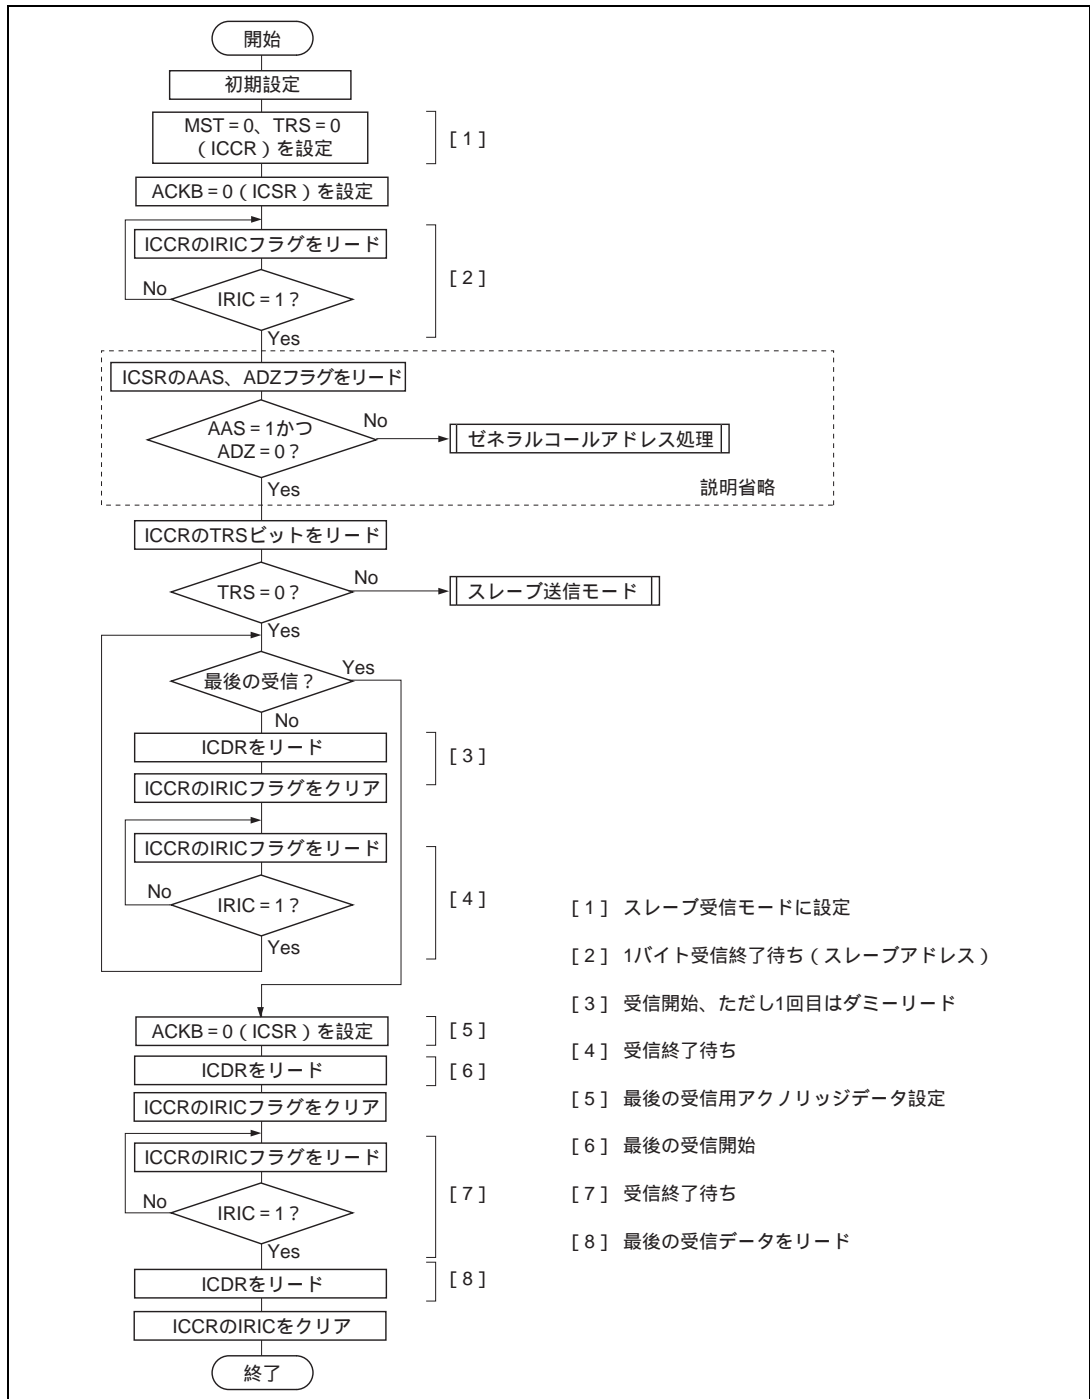 開始
初期設定
MST = 0、TRS = 0
（ICCR）を設定
[ 1 ]
ACKB = 0（ICSR）を設定
ICCRのIRICフラグをリード
[ 2 ]
No
IRIC = 1 ?
Yes
ICSRのAAS、ADZフラグをリード
AAS = 1かつ
ADZ = 0 ?
No
ゼネラルコールアドレス処理
Yes
説明省略
ICCRのTRSビットをリード
TRS = 0 ?
No
スレーブ送信モード
Yes
最後の受信 ?
Yes
No
ICDRをリード
[ 3 ]
ICCRのIRICフラグをクリア
ICCRのIRICフラグをリード
No
IRIC = 1 ?
[ 4 ]
Yes
ACKB = 0（ICSR）を設定
[ 5 ]
ICDRをリード
[ 6 ]
ICCRのIRICフラグをクリア
ICCRのIRICフラグをリード
No
IRIC = 1 ?
[ 7 ]
Yes
ICDRをリード
[ 8 ]
ICCRのIRICをクリア
終了
[ 1 ] スレーブ受信モードに設定
[ 2 ] 1バイト受信終了待ち（スレーブアドレス）
[ 3 ] 受信開始、ただし1回目はダミーリード
[ 4 ] 受信終了待ち
[ 5 ] 最後の受信用アクノリッジデータ設定
[ 6 ] 最後の受信開始
[ 7 ] 受信終了待ち
[ 8 ] 最後の受信データをリード